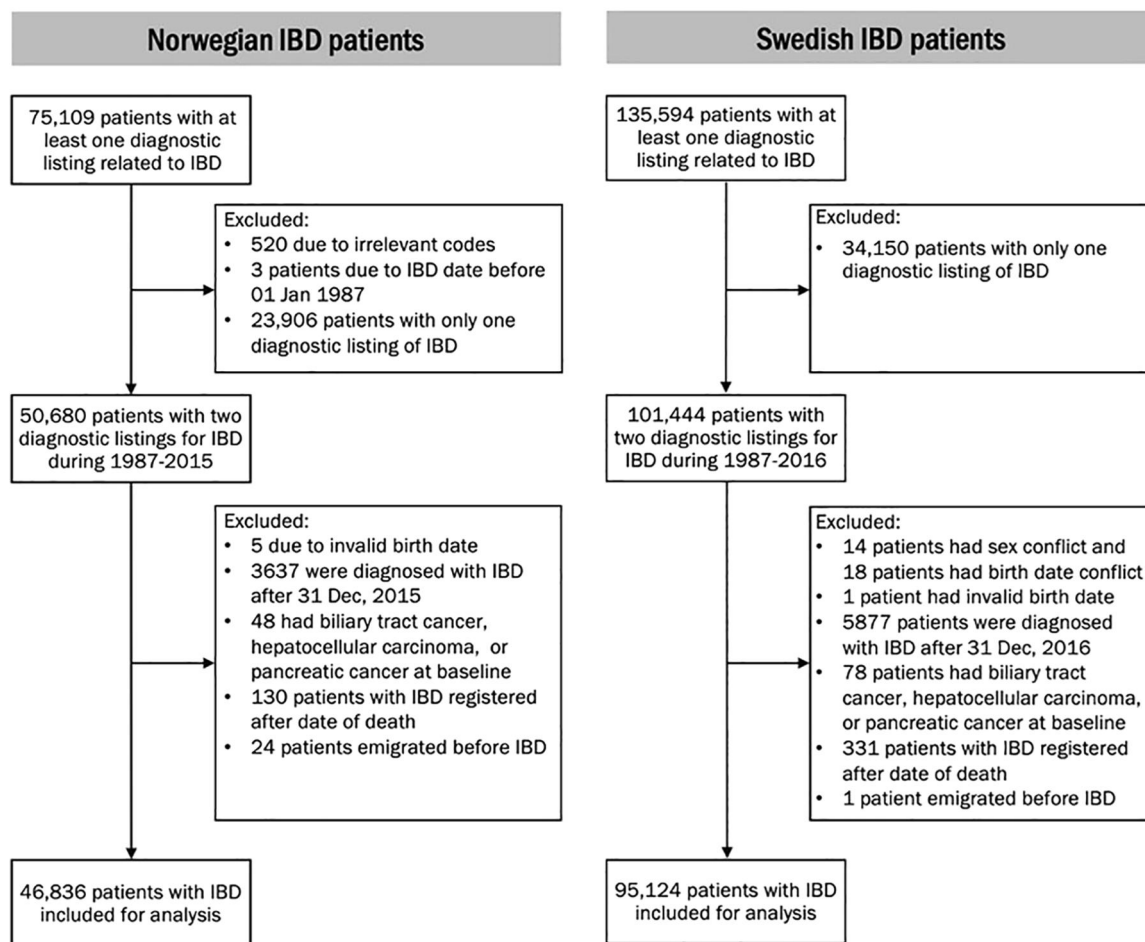 Norwegian IBD patients
75,109 patients with at
least one diagnostic
listing related to IBD
Excluded:
• 520 due to irrelevant codes
• 3 patients due to IBD date before
01 Jan 1987
• 23,906 patients with only one
diagnostic listing of IBD
50,680 patients with two
diagnostic listings for IBD
during 1987-2015
Excluded:
• 5 due to invalid birth date
• 3637 were diagnosed with IBD
after 31 Dec, 2015
• 48 had biliary tract cancer,
hepatocellular carcinoma, or
pancreatic cancer at baseline
• 130 patients with IBD registered
after date of death
• 24 patients emigrated before IBD
46,836 patients with IBD
included for analysis
Swedish IBD patients
135,594 patients with at
least one diagnostic
listing related to IBD
Excluded:
• 34,150 patients with only one
diagnostic listing of IBD
101,444 patients with
two diagnostic listings for
IBD during 1987-2016
Excluded:
• 14 patients had sex conflict and
18 patients had birth date conflict
• 1 patient had invalid birth date
• 5877 patients were diagnosed
with IBD after 31 Dec, 2016
• 78 patients had biliary tract
cancer, hepatocellular carcinoma,
or pancreatic cancer at baseline
• 331 patients with IBD registered
after date of death
• 1 patient emigrated before IBD
95,124 patients with IBD
included for analysis